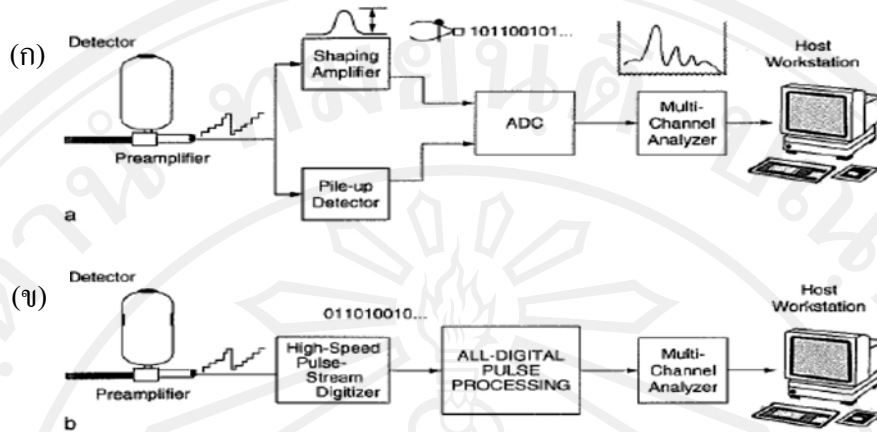 (ก)
Detector
Preamplifier
a
Shaping
Amplifier
Pile-up
Detector
101100101...
ADC
Multi-
Channel
Analyzer
Host
Workstation
(ข)
Detector
Preamplifier
b
011010010...
High-Speed
Pulse-
Stream
Digitizer
ALL-DIGITAL
PULSE
PROCESSING
Multi-
Channel
Analyzer
Host
Workstation